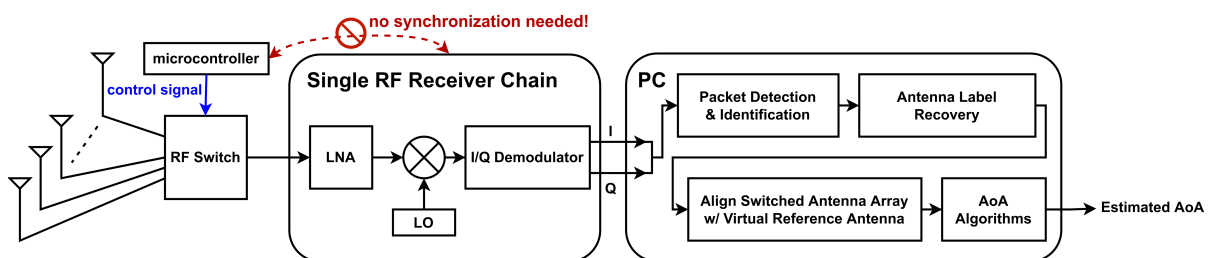 no synchronization needed!
microcontroller
control signal
RF Switch
Single RF Receiver Chain
LNA
I/Q Demodulator
LO
I
Q
PC
Packet Detection
& Identification
Antenna Label
Recovery
Align Switched Antenna Array
w/ Virtual Reference Antenna
AoA
Algorithms
Estimated AoA